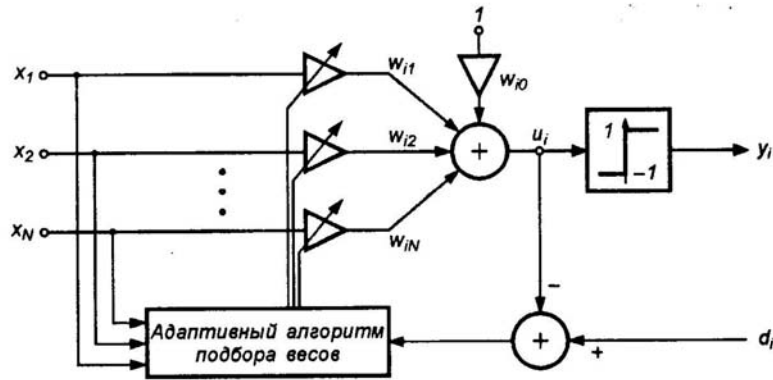 1
x1
wi1
wi0
x2
wi2
ui
1
-1
yi
xN
wiN
+
−
Адаптивный алгоритм
подбора весов
+
+
di